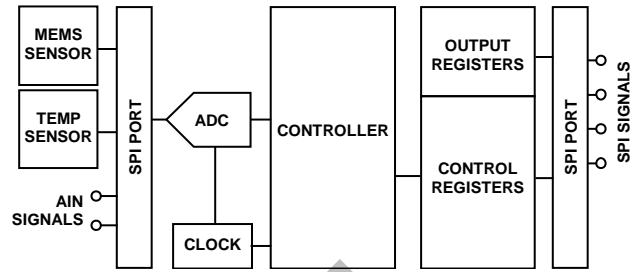 MEMS
SENSOR
TEMP
SENSOR
AIN
SIGNALS
SPI PORT
ADC
CLOCK
CONTROLLER
OUTPUT
REGISTERS
CONTROL
REGISTERS
SPI PORT
SPI SIGNALS